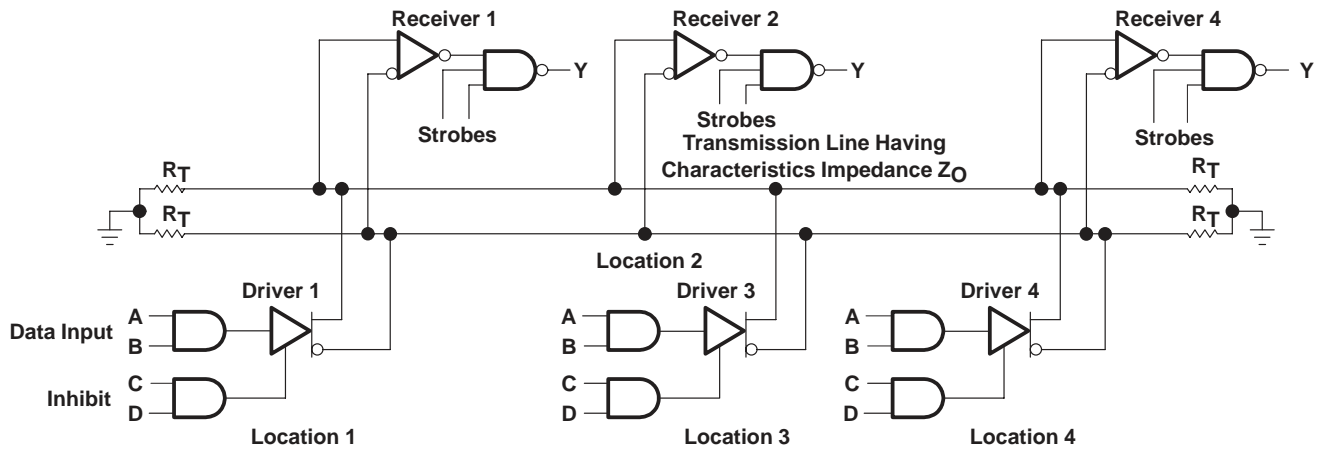 Receiver 1
Receiver 2
Receiver 4
Y
Y
Y
Strobes
Strobes
Strobes
Transmission Line Having
Characteristics Impedance ZO
RT
RT
RT
RT
Location 2
Driver 1
Driver 3
Driver 4
Data Input
A
B
A
B
A
B
Inhibit
C
D
C
D
C
D
Location 1
Location 3
Location 4